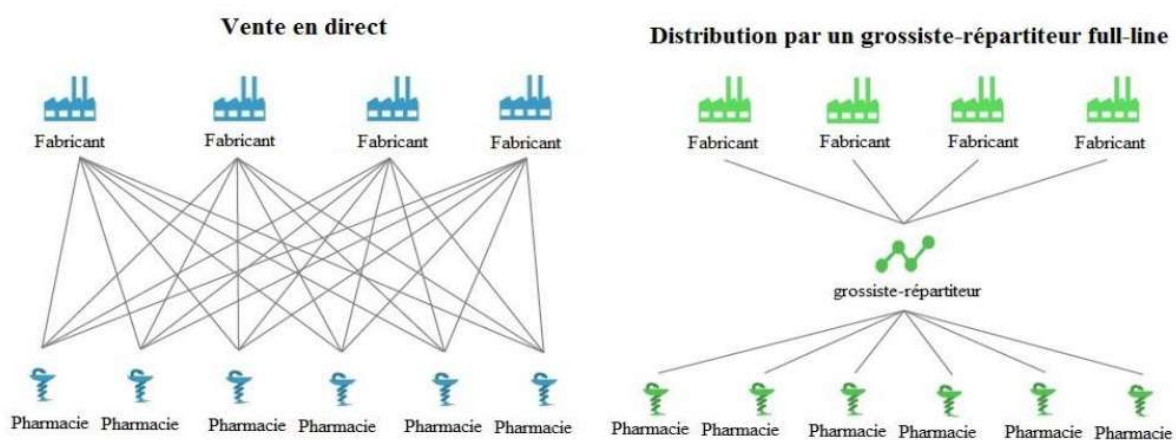 Vente en direct
Fabricant Fabricant Fabricant Fabricant
Pharmacie Pharmacie Pharmacie Pharmacie Pharmacie Pharmacie
Distribution par un grossiste-répartiteur full-line
Fabricant Fabricant Fabricant Fabricant
grossiste-répartiteur
Pharmacie Pharmacie Pharmacie Pharmacie Pharmacie Pharmacie